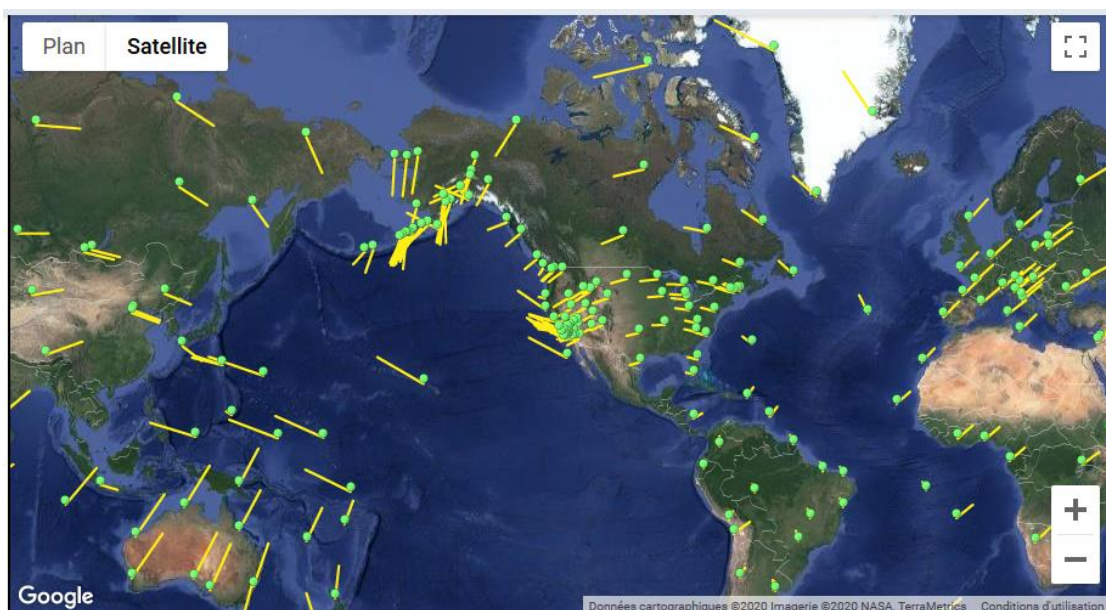 Plan Satellite
Google
Données cartographiques ©2020 Imagerie ©2020 NASA, TerraMetrics Conditions d'utilisation